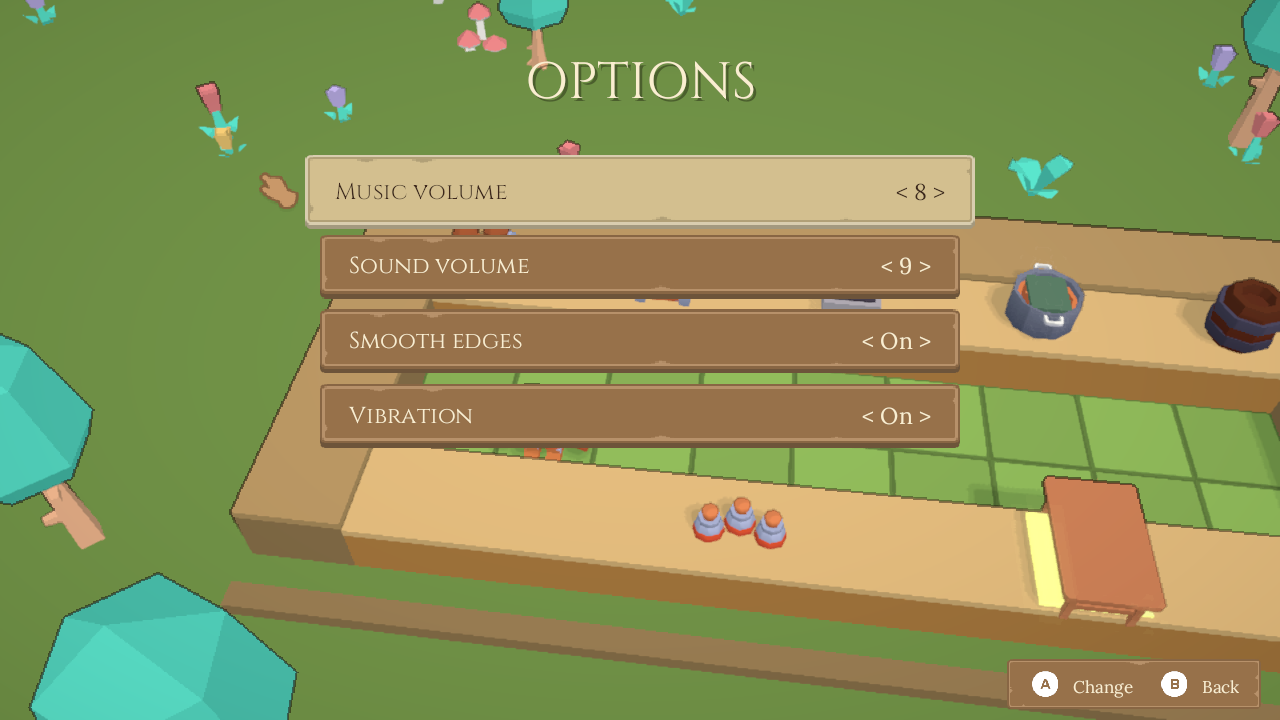 OPTIONS
Music volume < 8 >
Sound volume < 9 >
Smooth edges < On >
Vibration < On >
A Change B Back